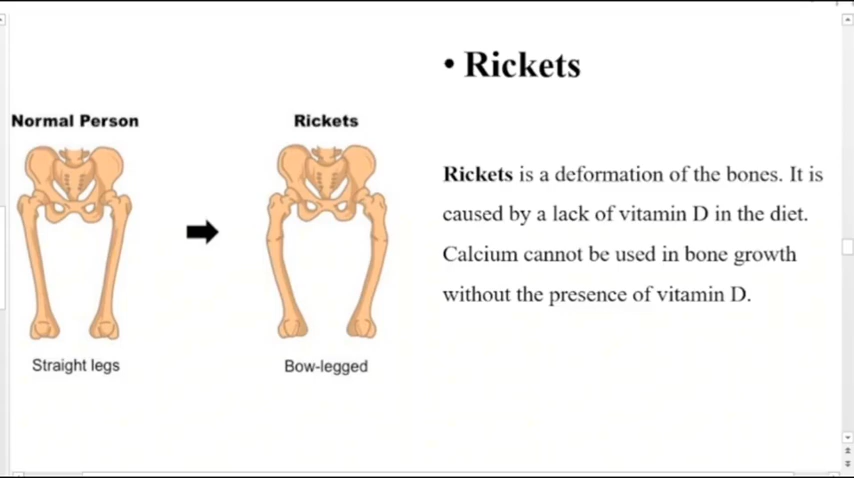 • Rickets
Normal Person
Rickets
Straight legs
Bow-legged
Rickets is a deformation of the bones. It is
caused by a lack of vitamin D in the diet.
Calcium cannot be used in bone growth
without the presence of vitamin D.